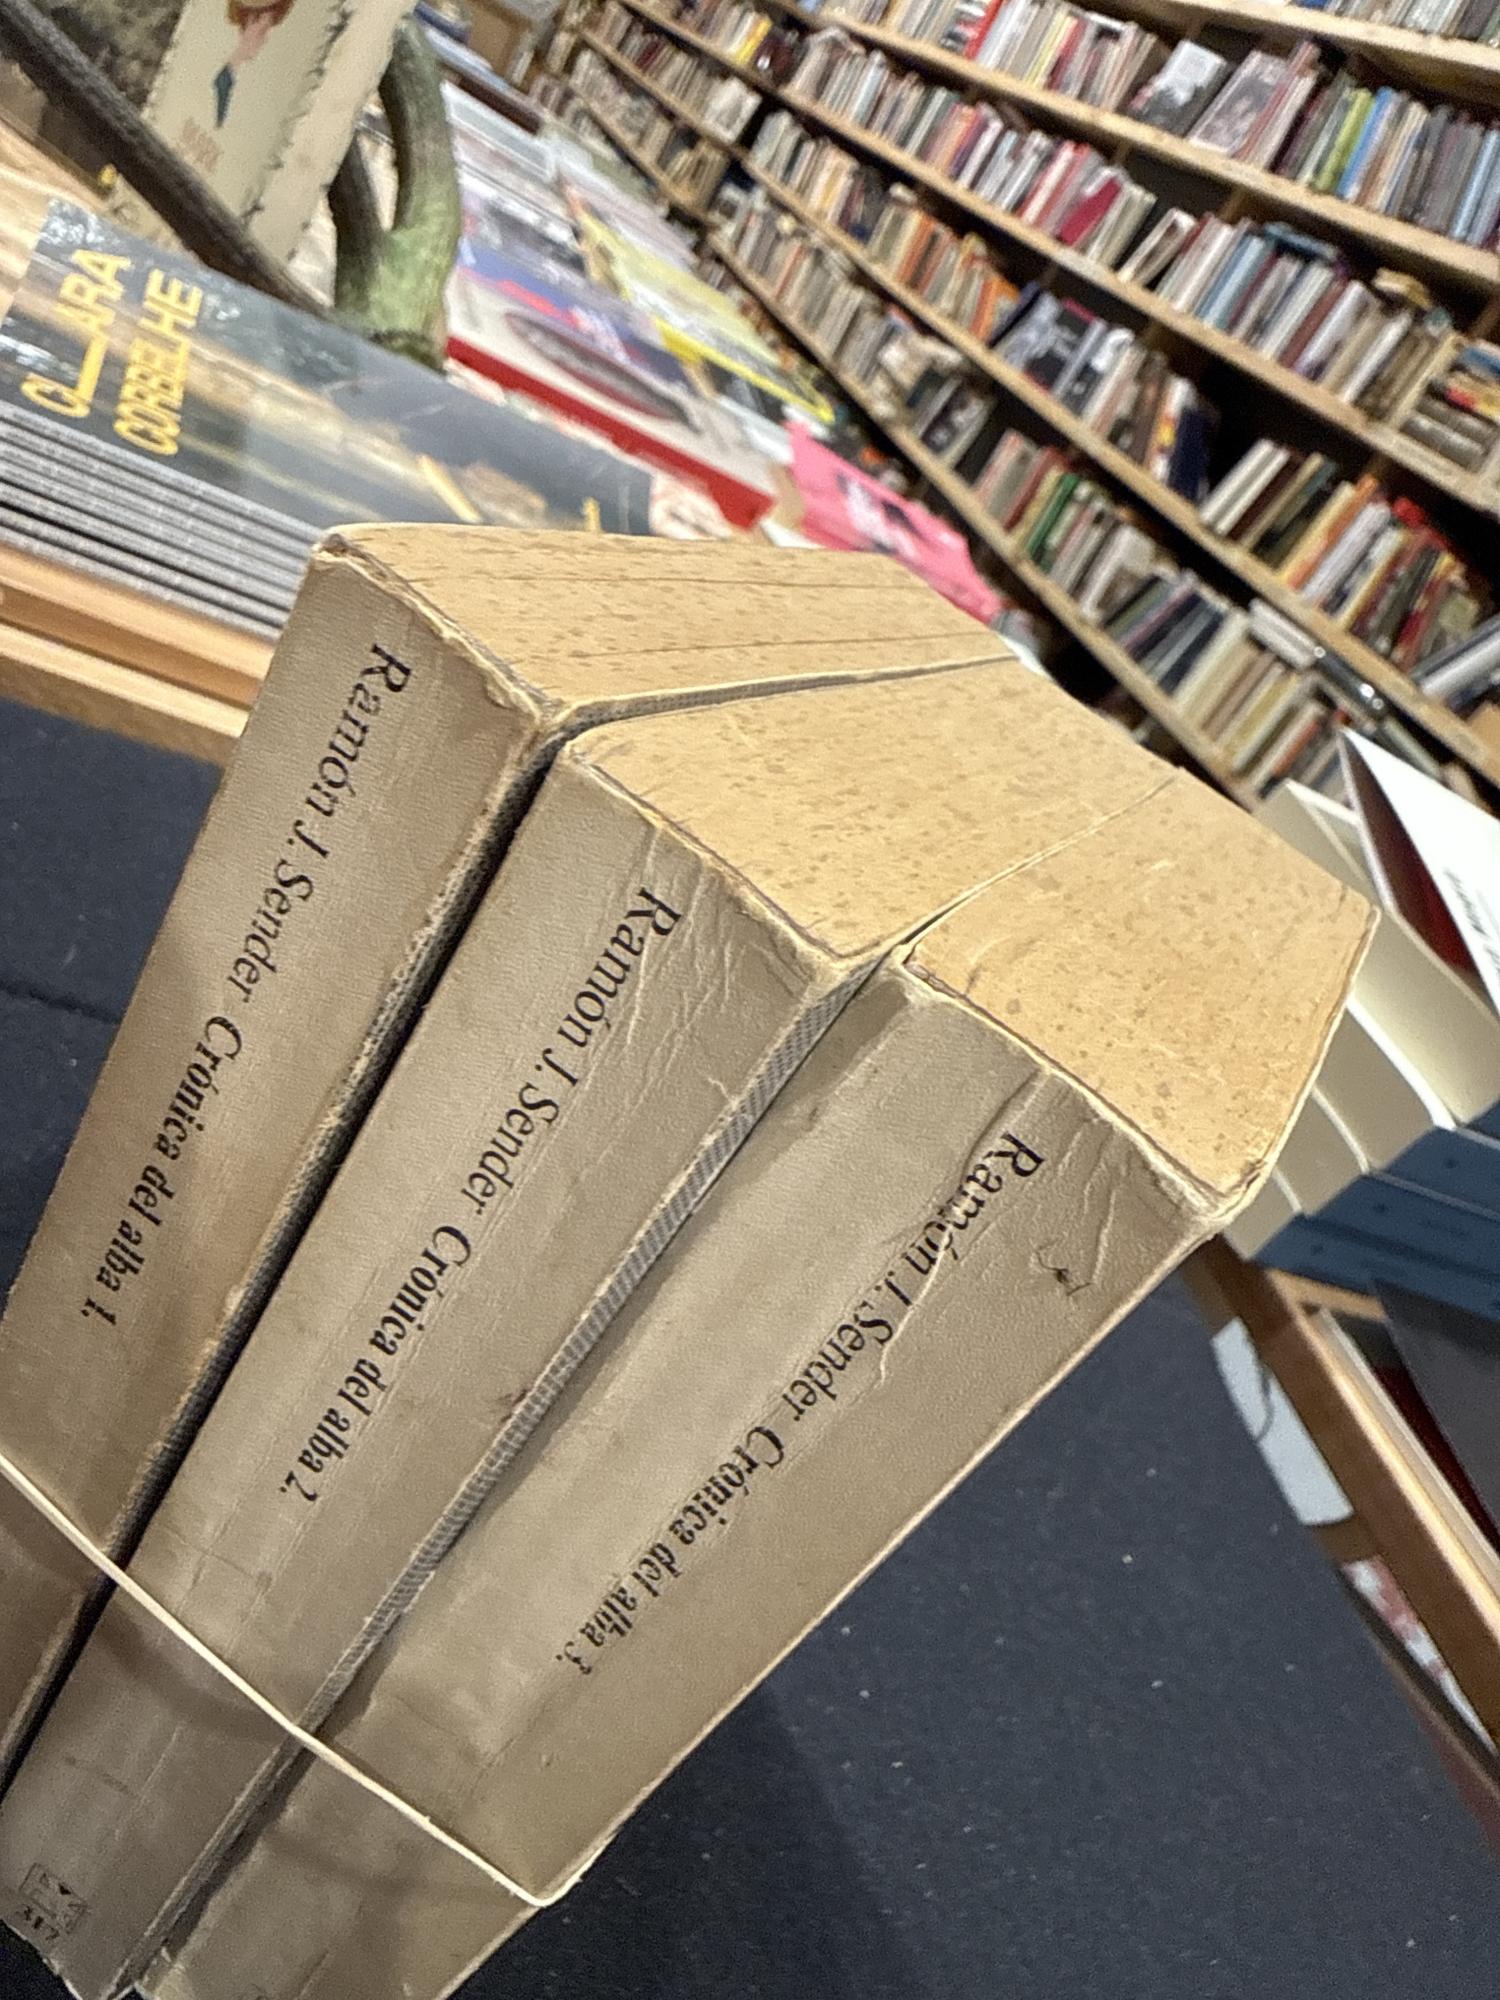 CLARA
CORBELHE
Ramón J. Sender Crónica del alba 1.
Ramón J. Sender Crónica del alba 2.
Ramón J. Sender Crónica del alba 3.
317